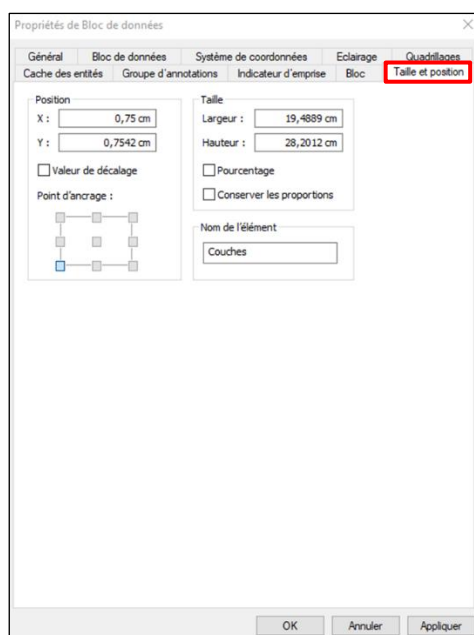 Propriétés de Bloc de données
Général Bloc de données Système de coordonnées Eclairage Quadrillages
Cache des entités Groupe d'annotations Indicateur d'emprise Bloc Taille et position
Position Taille
X : 0,75 cm Largeur : 19,4889 cm
Y : 0,7542 cm Hauteur : 28,2012 cm
Valeur de décalage Pourcentage
Point d'ancrage : Conserver les proportions
Nom de l'élément
Couches
OK Annuler Appliquer